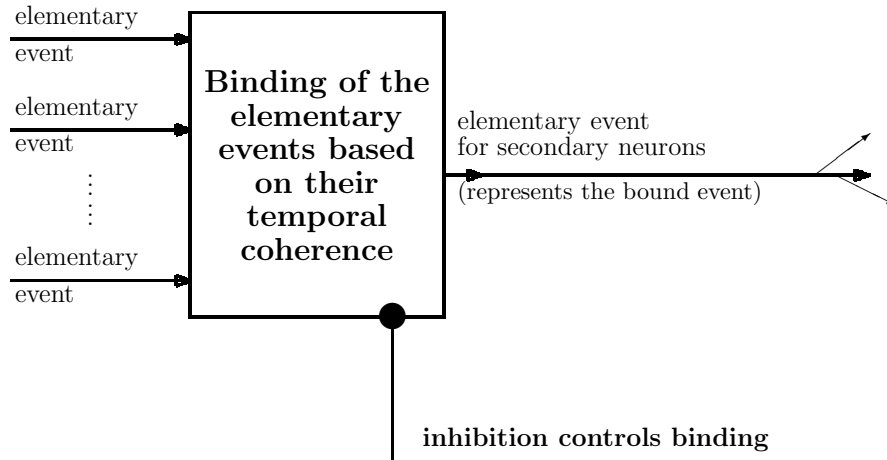 elementary
event
elementary
event
elementary
event
Binding of the
elementary
events based
on their
temporal
coherence
elementary event
for secondary neurons
(represents the bound event)
inhibition controls binding